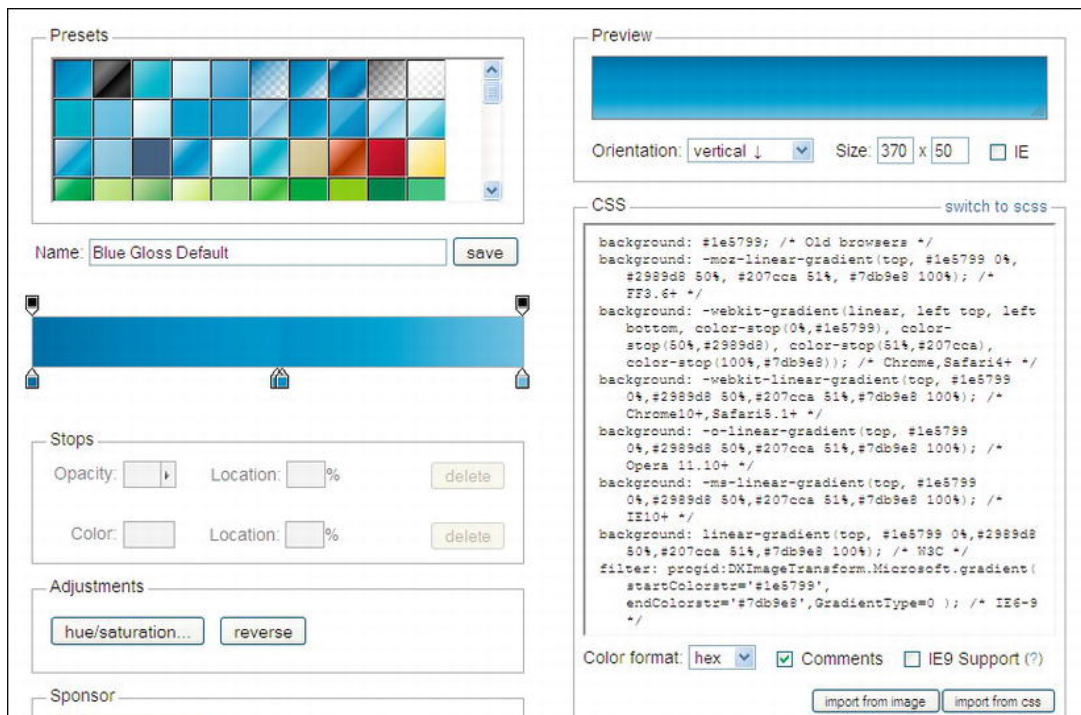 Presets
Name: Blue Gloss Default save
Stops
Opacity: Location: % delete
Color: Location: % delete
Adjustments
hue/saturation... reverse
Sponsor
Preview
Orientation: vertical ↓ Size: 370 x 50 IE
CSS switch to scss
background: #1e5799; /* Old browsers */
background: -moz-linear-gradient(top, #1e5799 0%,
#2989d8 50%, #207cca 51%, #7db9e8 100%); /*
FF3.6+ */
background: -webkit-gradient(linear, left top, left
bottom, color-stop(0%,#1e5799), color-
stop(50%,#2989d8), color-stop(51%,#207cca),
color-stop(100%,#7db9e8)); /* Chrome,Safari4+ */
background: -webkit-linear-gradient(top, #1e5799
0%,#2989d8 50%,#207cca 51%,#7db9e8 100%); /*
Chrome10+,Safari5.1+ */
background: -o-linear-gradient(top, #1e5799
0%,#2989d8 50%,#207cca 51%,#7db9e8 100%); /*
Opera 11.10+ */
background: -ms-linear-gradient(top, #1e5799
0%,#2989d8 50%,#207cca 51%,#7db9e8 100%); /*
IE10+ */
background: linear-gradient(top, #1e5799 0%,#2989d8
50%,#207cca 51%,#7db9e8 100%); /* W3C */
filter: progid:DXImageTransform.Microsoft.gradient(
startColorstr='#1e5799',
endColorstr='#7db9e8',GradientType=0 ); /* IE6-9
*/
Color format: hex Comments IE9 Support (?)
import from image import from css